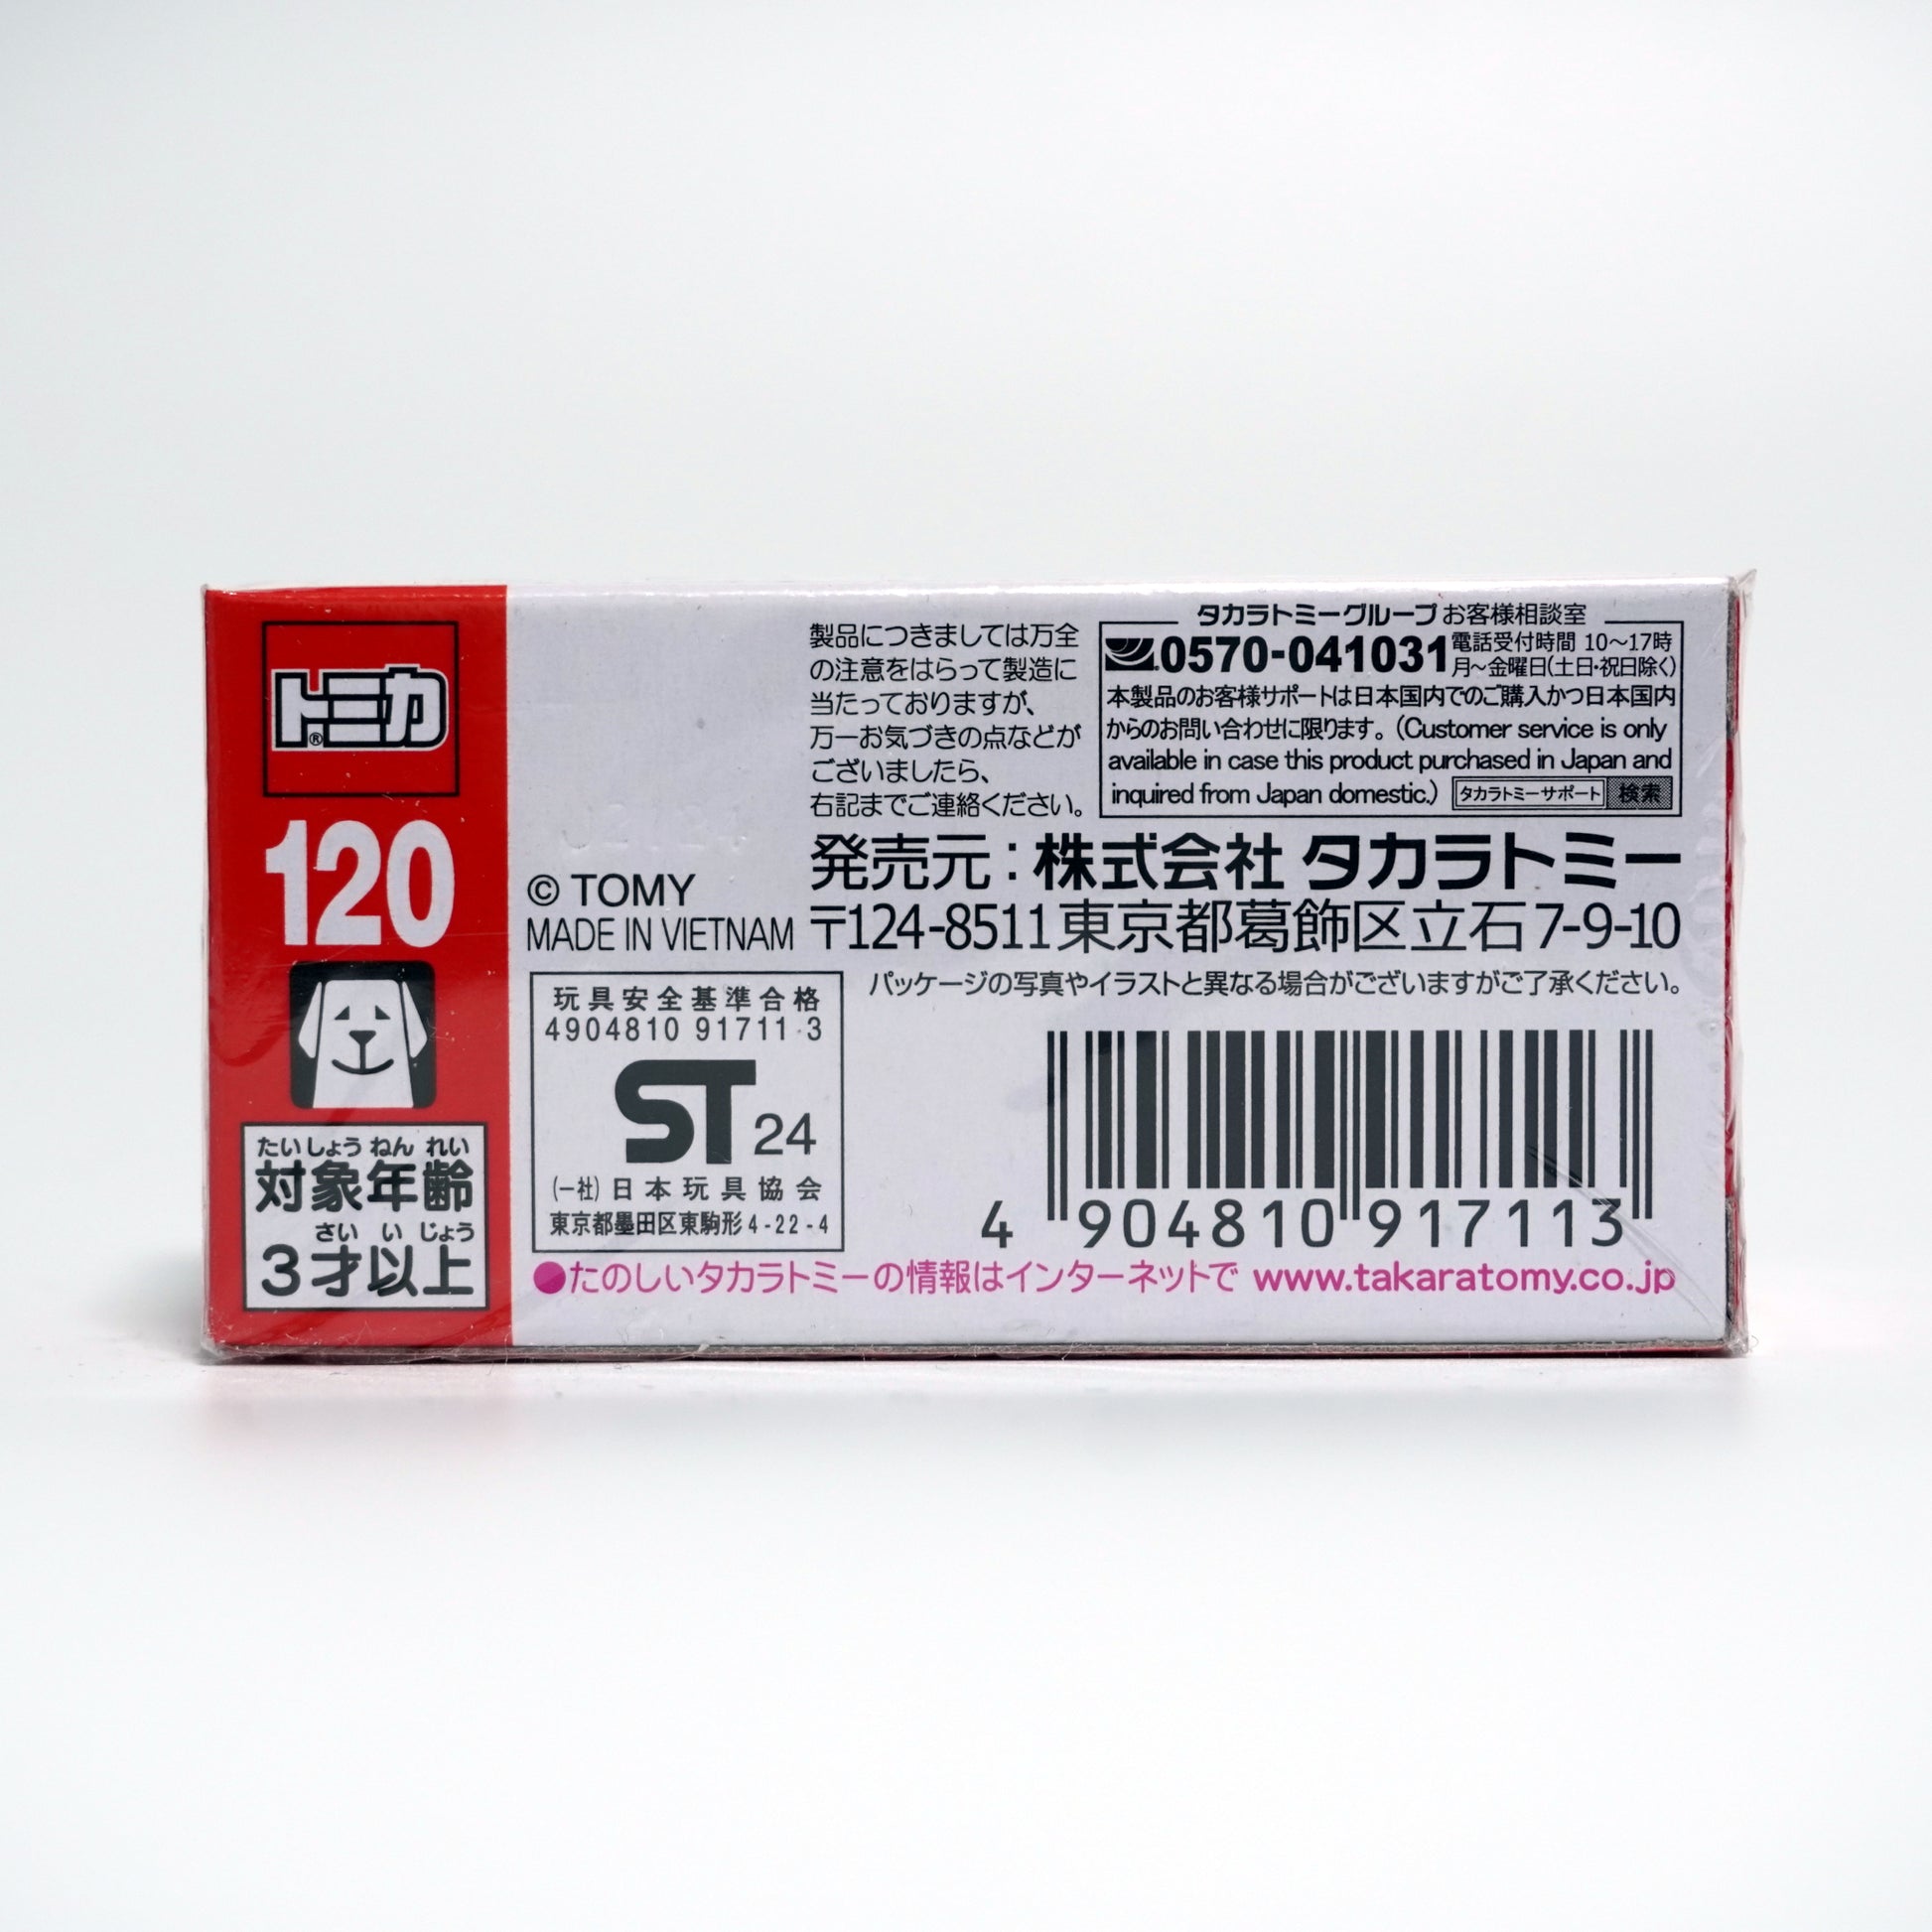 トミカ®
120
たいしょうねんれい
対象年齢
さいいじょう
3才以上
© TOMY
MADE IN VIETNAM
製品につきましては万全
の注意をはらって製造に
当たっておりますが、
万一お気づきの点などが
ございましたら、
右記までご連絡ください。
タカラトミーグループお客様相談室
0570-041031
電話受付時間 10〜17時
月〜金曜日(土日・祝日除く)
本製品のお客様サポートは日本国内でのご購入かつ日本国内
からのお問い合わせに限ります。(Customer service is only
available in case this product purchased in Japan and
inquired from Japan domestic.) タカラトミーサポート 検索
発売元：株式会社 タカラトミー
〒124-8511 東京都葛飾区立石7-9-10
パッケージの写真やイラストと異なる場合がございますがご了承ください。
玩具安全基準合格
4904810 91711 3
ST 24
(一社)日本玩具協会
東京都墨田区東駒形4-22-4
4 904810 917113
●たのしいタカラトミーの情報はインターネットで www.takaratomy.co.jp